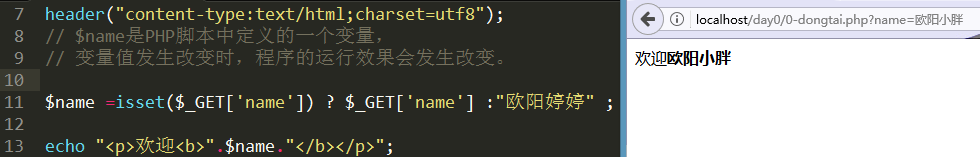 7 header("content-type:text/html;charset=utf8");
8 // $name是PHP脚本中定义的一个变量，
9 // 变量值发生改变时，程序的运行效果会发生改变。
10
11 $name =isset($_GET['name']) ? $_GET['name'] :"欧阳婷婷" ;
12
13 echo "<p>欢迎<b>".$name."</b></p>";
localhost/day0/0-dongtai.php?name=欧阳小胖
欢迎欧阳小胖